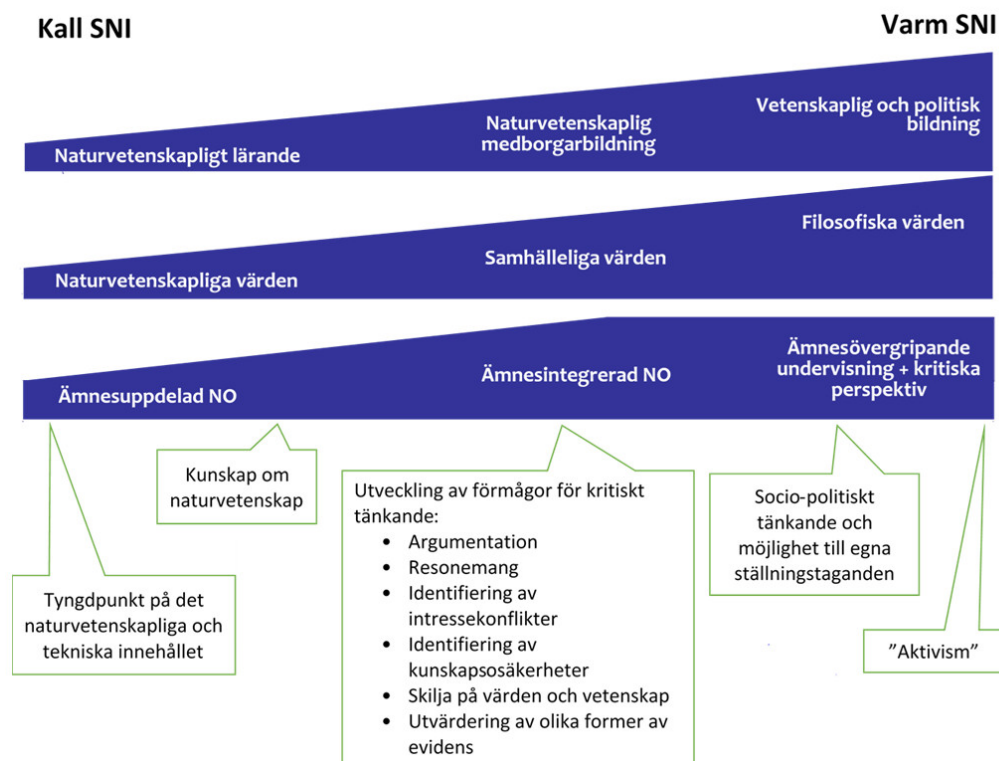 Kall SNI
Varm SNI
Naturvetenskapligt lärande
Naturvetenskaplig
medborgarbildning
Vetenskaplig och politisk
bildning
Naturvetenskapliga värden
Samhälleliga värden
Filosofiska värden
Ämnesuppdelad NO
Ämnesintegrerad NO
Ämnesövergripande
undervisning + kritiska
perspektiv
Tyngdpunkt på det
naturvetenskapliga och
tekniska innehållet
Kunskap om
naturvetenskap
Utveckling av förmågor för kritiskt
tänkande:
• Argumentation
• Resonemang
• Identifiering av
intressekonflikter
• Identifiering av
kunskapsosäkerheter
• Skilja på värden och vetenskap
• Utvärdering av olika former av
evidens
Socio-politiskt
tänkande och
möjlighet till egna
ställningstaganden
”Aktivism”